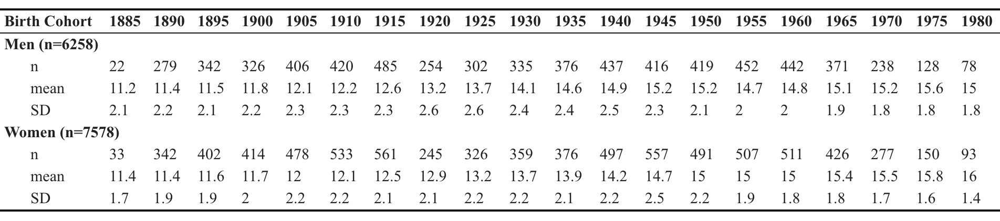 Birth Cohort 1885 1890 1895 1900 1905 1910 1915 1920 1925 1930 1935 1940 1945 1950 1955 1960 1965 1970 1975 1980
Men (n=6258)
n 22 279 342 326 406 420 485 254 302 335 376 437 416 419 452 442 371 238 128 78
mean 11.2 11.4 11.5 11.8 12.1 12.2 12.6 13.2 13.7 14.1 14.6 14.9 15.2 15.2 14.7 14.8 15.1 15.2 15.6 15
SD 2.1 2.2 2.1 2.2 2.3 2.3 2.3 2.6 2.6 2.4 2.4 2.5 2.3 2.1 2 2 1.9 1.8 1.8 1.8
Women (n=7578)
n 33 342 402 414 478 533 561 245 326 359 376 497 557 491 507 511 426 277 150 93
mean 11.4 11.4 11.6 11.7 12 12.1 12.5 12.9 13.2 13.7 13.9 14.2 14.7 15 15 15 15.4 15.5 15.8 16
SD 1.7 1.9 1.9 2 2.2 2.2 2.1 2.1 2.2 2.2 2.1 2.2 2.5 2.2 1.9 1.8 1.8 1.7 1.6 1.4